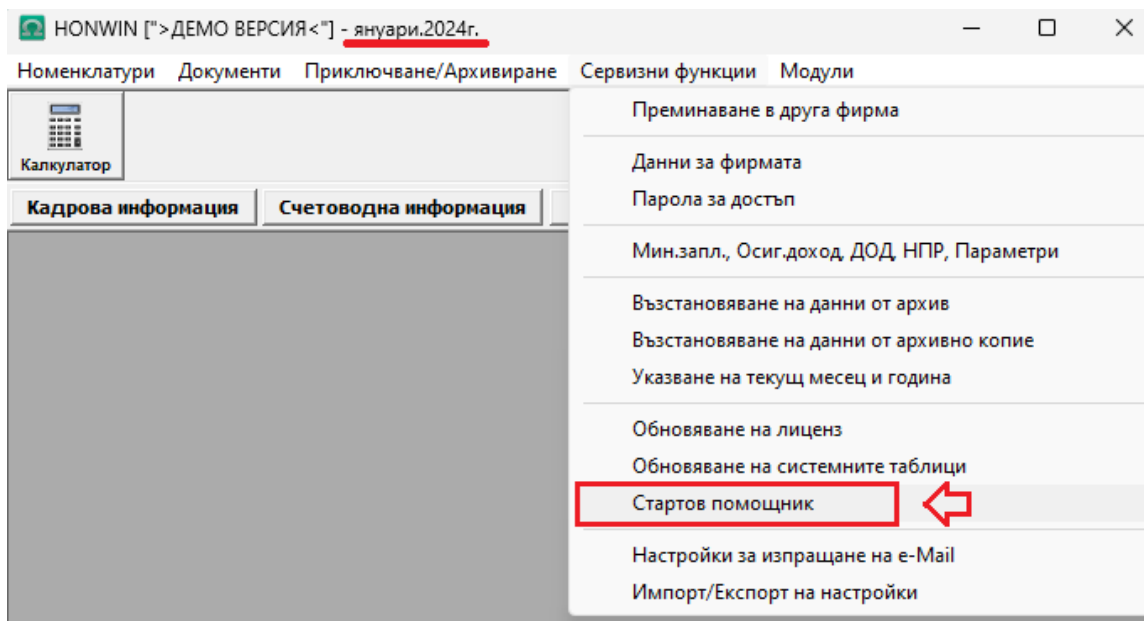 HONWIN [">ДЕМО ВЕРСИЯ<"] - януари.2024г.
Номенклатури Документи Приключване/Архивиране Сервизни функции Модули
Калкулатор
Кадрова информация Счетоводна информация
Преминаване в друга фирма
Данни за фирмата
Парола за достъп
Мин.запл., Осиг.доход, ДОД, НПР, Параметри
Възстановяване на данни от архив
Възстановяване на данни от архивно копие
Указване на текущ месец и година
Обновяване на лиценз
Обновяване на системните таблици
Стартов помощник
Настройки за изпращане на e-Mail
Импорт/Експорт на настройки